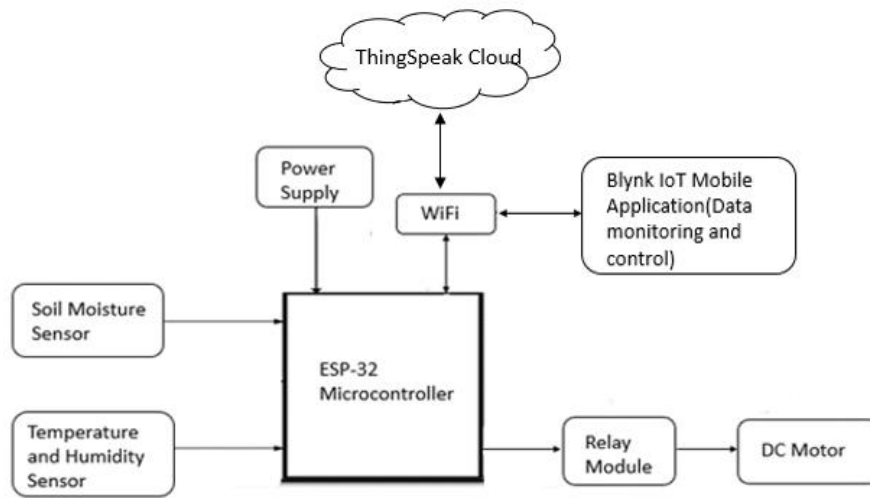 ThingSpeak Cloud
Power
Supply
WiFi
Blynk IoT Mobile
Application(Data
monitoring and
control)
Soil Moisture
Sensor
ESP-32
Microcontroller
Temperature
and Humidity
Sensor
Relay
Module
DC Motor